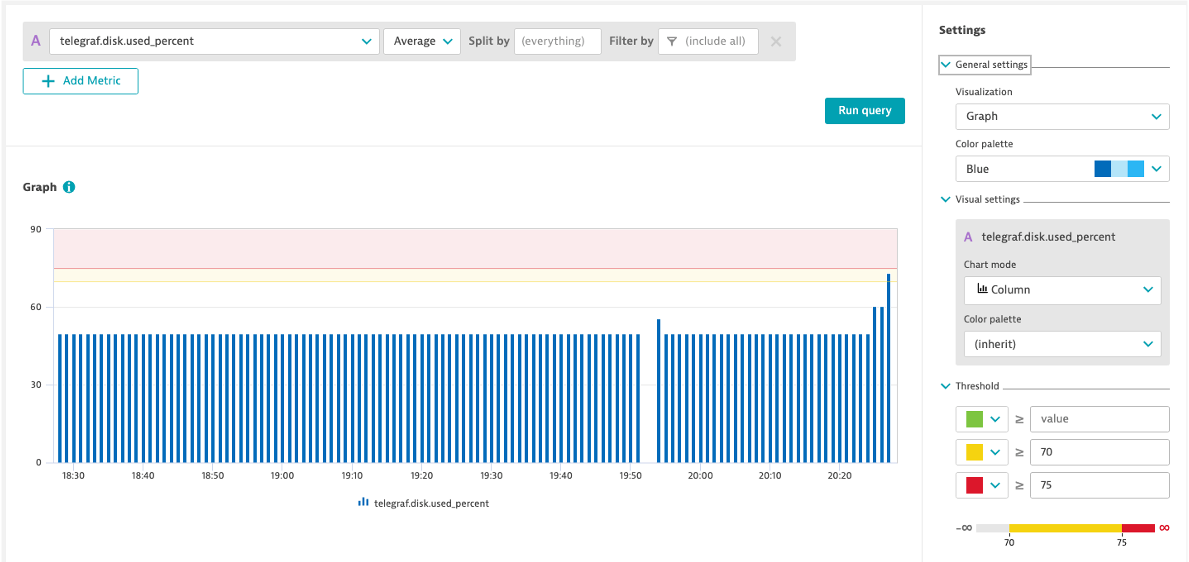 A telegraf.disk.used_percent Average Split by (everything) Filter by (include all)
Add Metric
Run query
Graph
90
60
30
0
18:30 18:40 18:50 19:00 19:10 19:20 19:30 19:40 19:50 20:00 20:10 20:20
telegraf.disk.used_percent
Settings
General settings
Visualization
Graph
Color palette
Blue
Visual settings
A telegraf.disk.used_percent
Chart mode
Column
Color palette
(inherit)
Threshold
≥ value
≥ 70
≥ 75
-∞ ∞
70 75